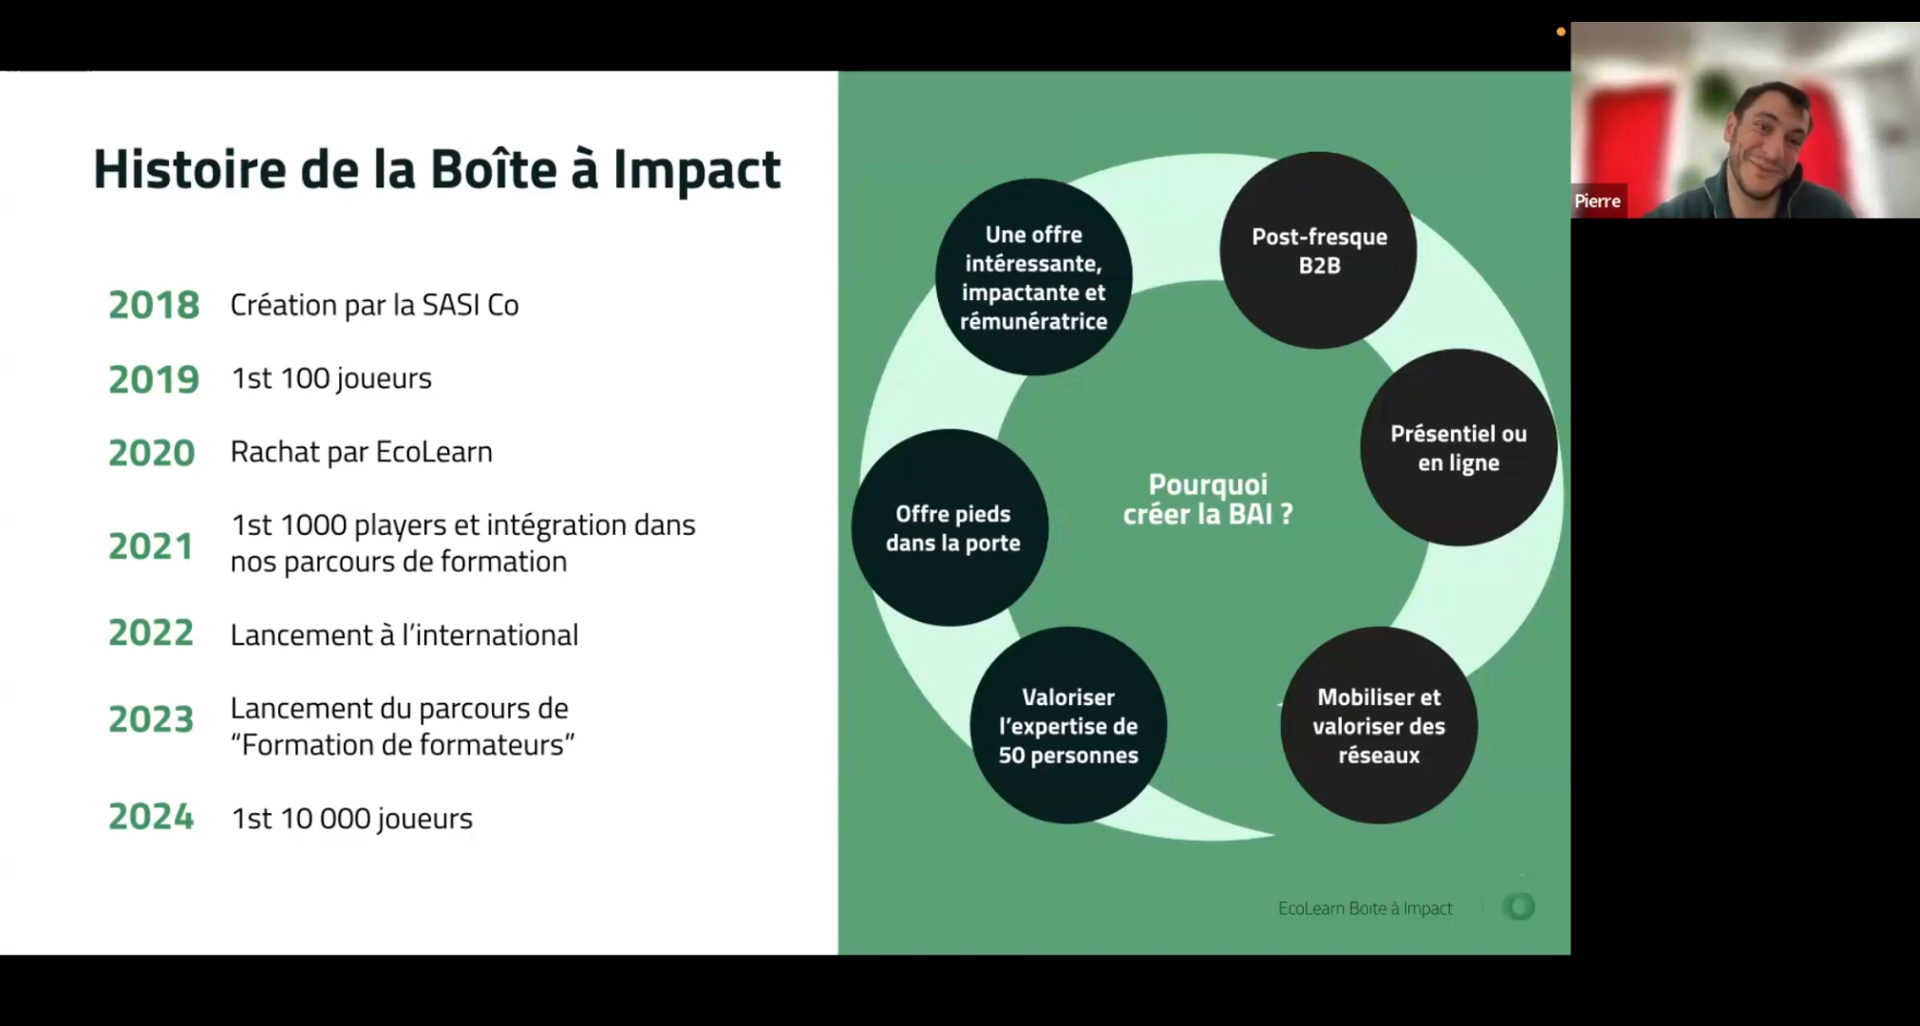 Histoire de la Boîte à Impact
2018 Création par la SASI Co
2019 1st 100 joueurs
2020 Rachat par EcoLearn
2021 1st 1000 players et intégration dans
nos parcours de formation
2022 Lancement à l’international
2023 Lancement du parcours de
“Formation de formateurs”
2024 1st 10 000 joueurs
Une offre
intéressante,
impactante et
rémunératrice
Post-fresque
B2B
Présentiel ou
en ligne
Pourquoi
créer la BAI ?
Offre pieds
dans la porte
Valoriser
l’expertise de
50 personnes
Mobiliser et
valoriser des
réseaux
EcoLearn Boite à Impact
Pierre